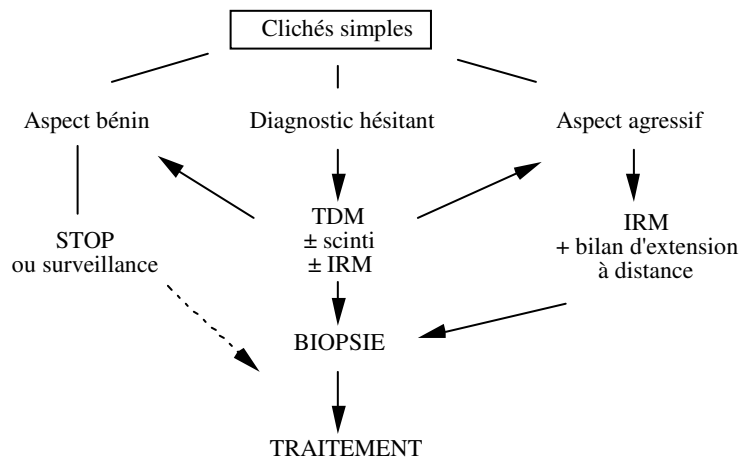 Clichés simples
Aspect bénin
Diagnostic hésitant
Aspect agressif
STOP
ou surveillance
TDM
± scinti
± IRM
IRM
+ bilan d'extension
à distance
BIOPSIE
TRAITEMENT